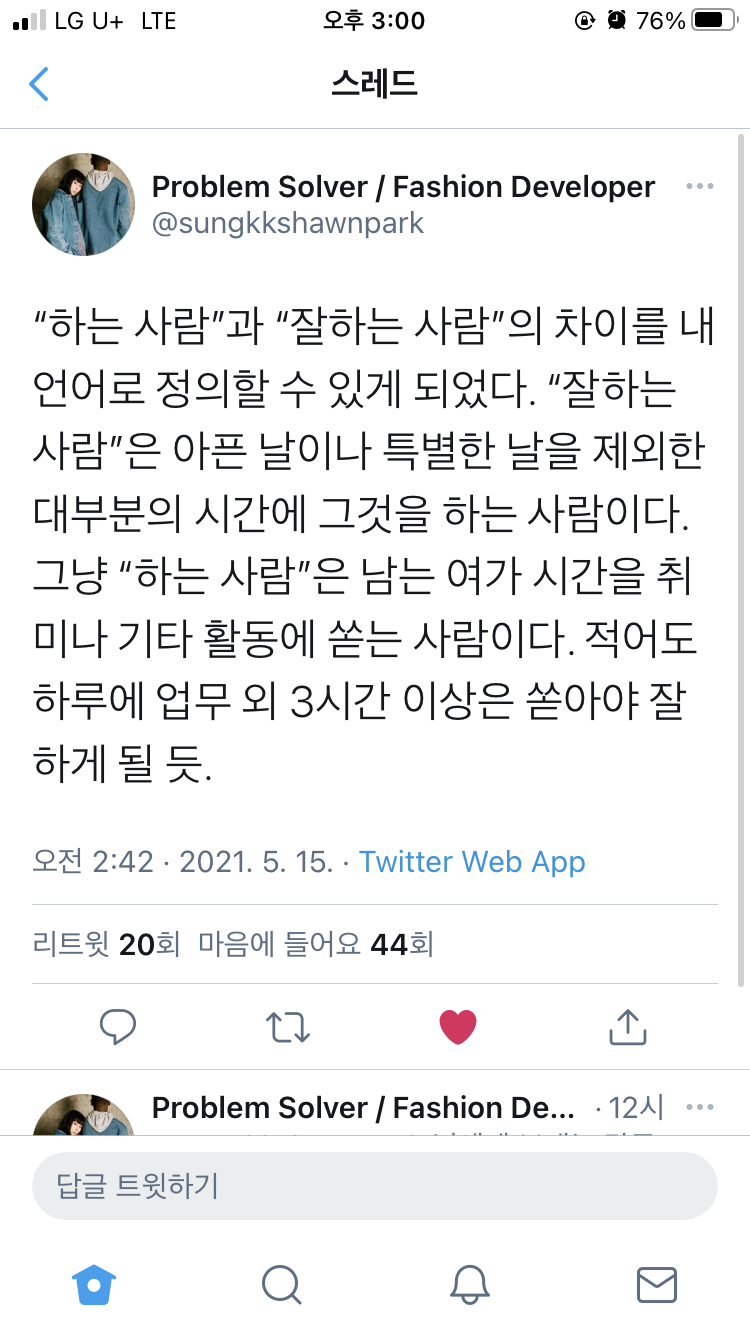 LG U+ LTE 오후 3:00 76%
스레드
Problem Solver / Fashion Developer
@sungkkshawnpark
“하는 사람”과 “잘하는 사람”의 차이를 내
언어로 정의할 수 있게 되었다. “잘하는
사람”은 아픈 날이나 특별한 날을 제외한
대부분의 시간에 그것을 하는 사람이다.
그냥 “하는 사람”은 남는 여가 시간을 취
미나 기타 활동에 쏟는 사람이다. 적어도
하루에 업무 외 3시간 이상은 쏟아야 잘
하게 될 듯.
오전 2:42 · 2021. 5. 15. · Twitter Web App
리트윗 20회 마음에 들어요 44회
Problem Solver / Fashion De... · 12시
답글 트윗하기